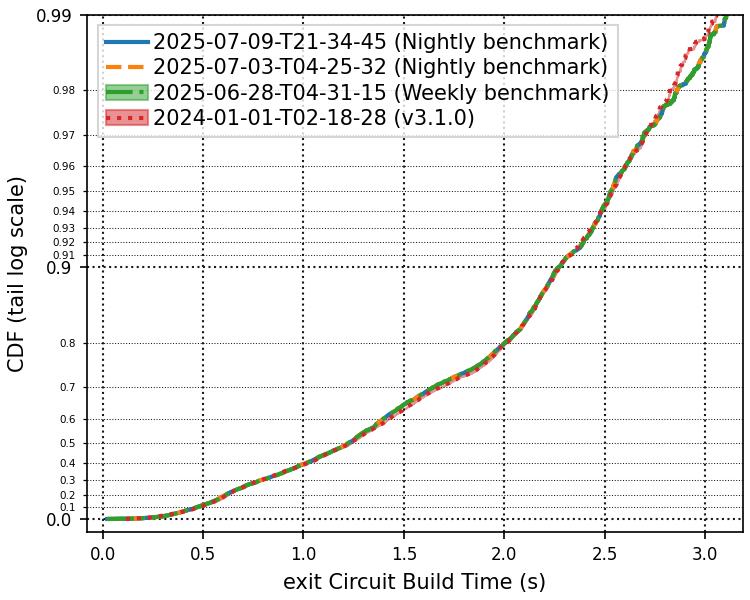 0.99
2025-07-09-T21-34-45 (Nightly benchmark)
2025-07-03-T04-25-32 (Nightly benchmark)
2025-06-28-T04-31-15 (Weekly benchmark)
2024-01-01-T02-18-28 (v3.1.0)
0.98
0.97
0.96
0.95
0.94
0.93
0.92
0.91
0.9
0.8
0.7
0.6
0.5
0.4
0.3
0.2
0.1
0.0
CDF (tail log scale)
0.0 0.5 1.0 1.5 2.0 2.5 3.0
exit Circuit Build Time (s)